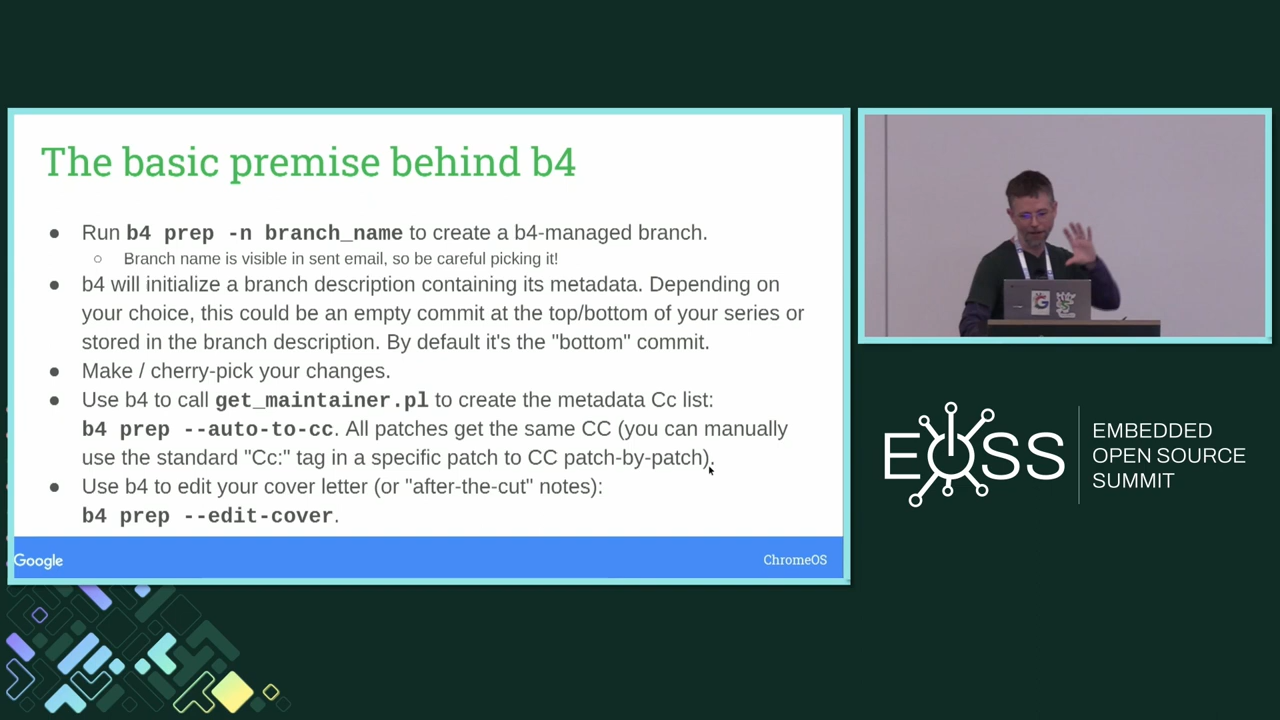 The basic premise behind b4
● Run b4 prep -n branch_name to create a b4-managed branch.
○ Branch name is visible in sent email, so be careful picking it!
● b4 will initialize a branch description containing its metadata. Depending on
your choice, this could be an empty commit at the top/bottom of your series or
stored in the branch description. By default it's the "bottom" commit.
● Make / cherry-pick your changes.
● Use b4 to call get_maintainer.pl to create the metadata Cc list:
b4 prep --auto-to-cc. All patches get the same CC (you can manually
use the standard "Cc:" tag in a specific patch to CC patch-by-patch).
● Use b4 to edit your cover letter (or "after-the-cut" notes):
b4 prep --edit-cover.
Google
ChromeOS
G
EOSS
EMBEDDED
OPEN SOURCE
SUMMIT